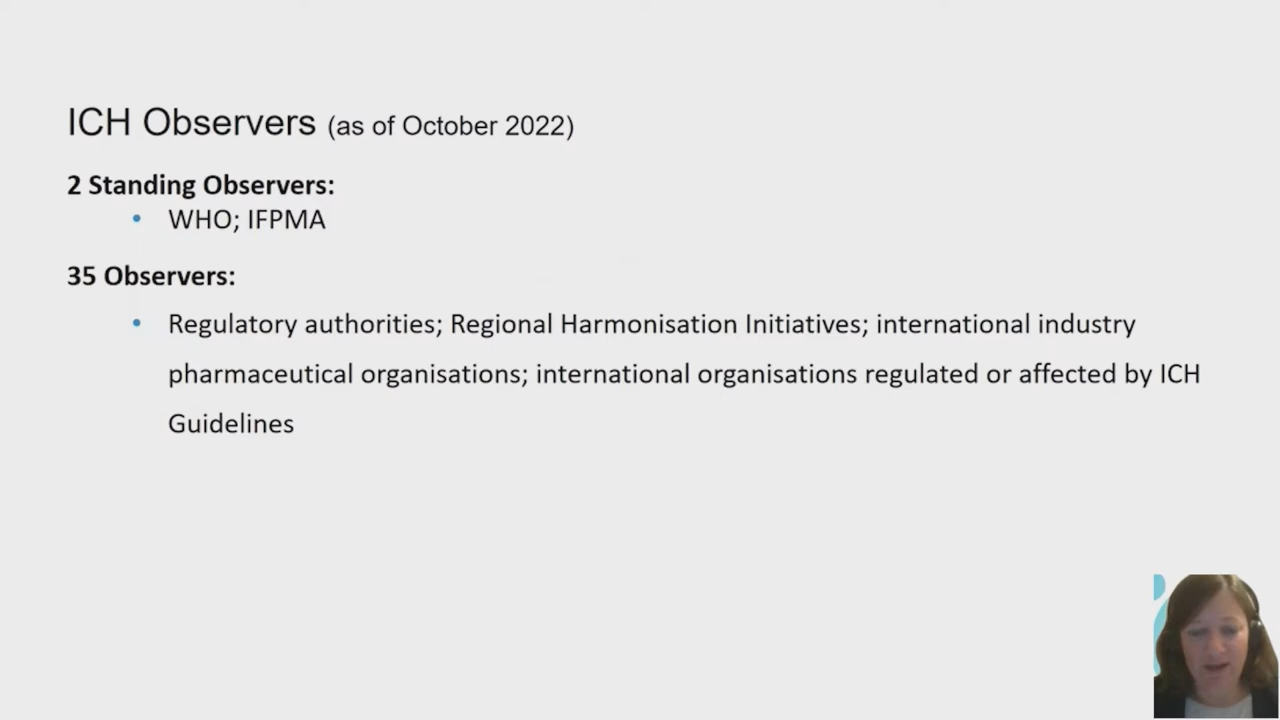 ICH Observers (as of October 2022)
2 Standing Observers:
• WHO; IFPMA
35 Observers:
• Regulatory authorities; Regional Harmonisation Initiatives; international industry
pharmaceutical organisations; international organisations regulated or affected by ICH
Guidelines